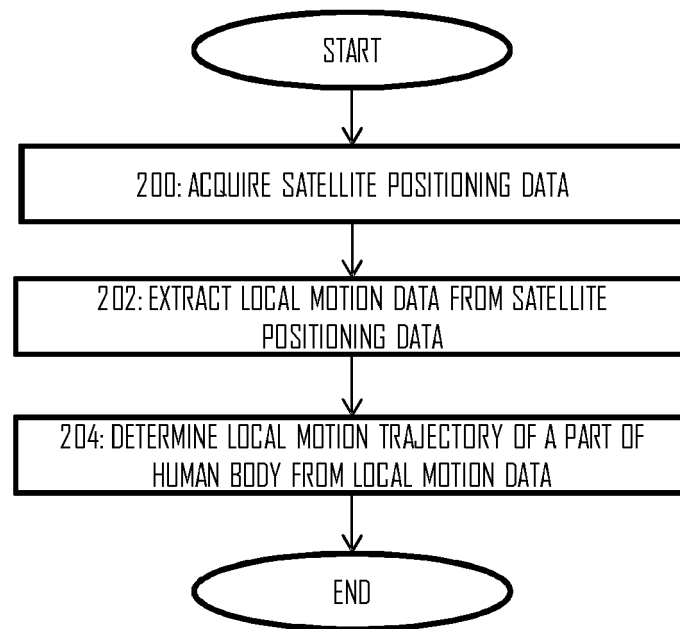 START
200: ACQUIRE SATELLITE POSITIONING DATA
202: EXTRACT LOCAL MOTION DATA FROM SATELLITE
POSITIONING DATA
204: DETERMINE LOCAL MOTION TRAJECTORY OF A PART OF
HUMAN BODY FROM LOCAL MOTION DATA
END